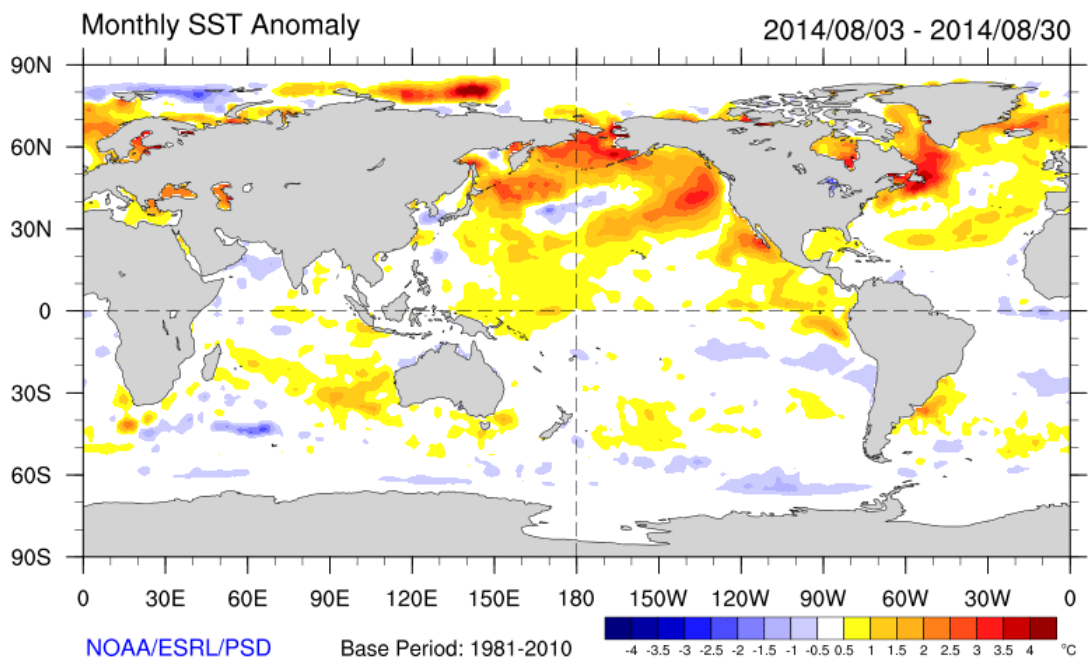 Monthly SST Anomaly 2014/08/03 - 2014/08/30
90N
60N
30N
0
30S
60S
90S
0 30E 60E 90E 120E 150E 180 150W 120W 90W 60W 30W 0
NOAA/ESRL/PSD Base Period: 1981-2010
-4 -3.5 -3 -2.5 -2 -1.5 -1 -0.5 0.5 1 1.5 2 2.5 3 3.5 4 °C